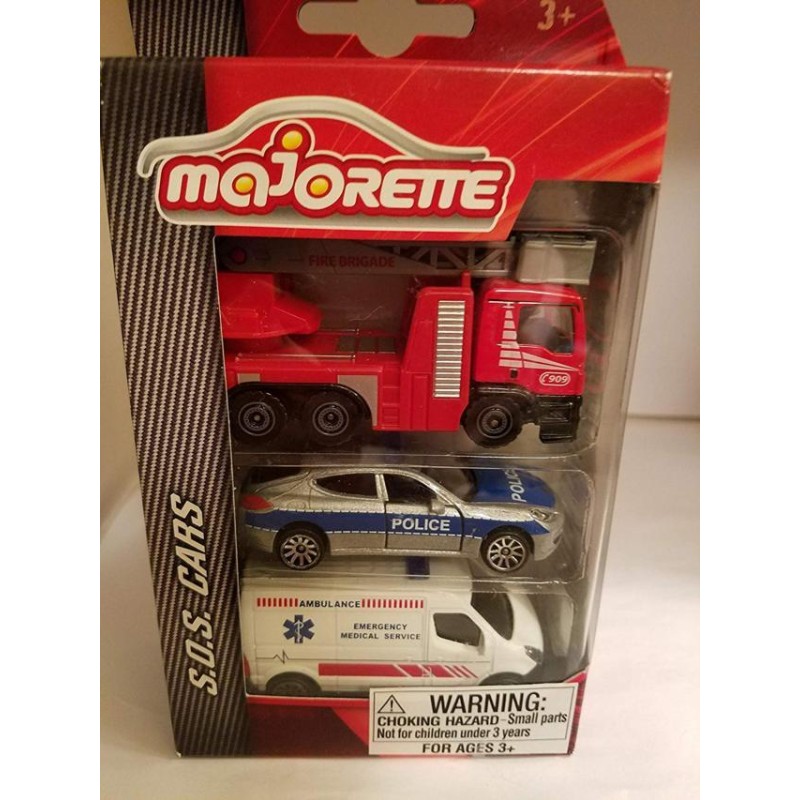 3+
MAJORETTE
FIRE BRIGADE
909
POLICE
POLICE
S.O.S. CARS
AMBULANCE
EMERGENCY
MEDICAL SERVICE
WARNING:
CHOKING HAZARD-Small parts
Not for children under 3 years
FOR AGES 3+